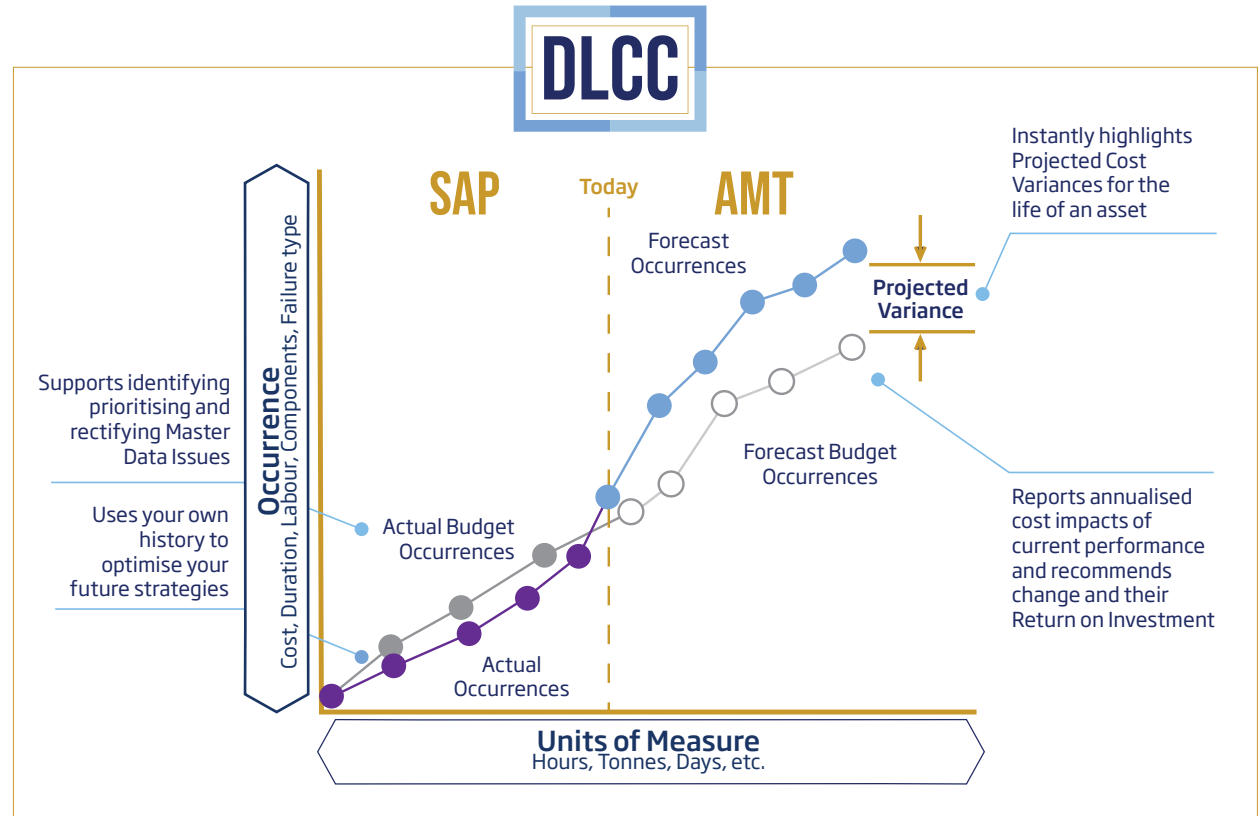 DLCC
SAP
Today
AMT
Instantly highlights
Projected Cost
Variances for the
life of an asset
Forecast
Occurrences
Projected
Variance
Supports identifying
prioritising and
rectifying Master
Data Issues
Uses your own
history to
optimise your
future strategies
Occurrence
Cost, Duration, Labour, Components, Failure type
Actual Budget
Occurrences
Forecast Budget
Occurrences
Reports annualised
cost impacts of
current performance
and recommends
change and their
Return on Investment
Actual
Occurrences
Units of Measure
Hours, Tonnes, Days, etc.